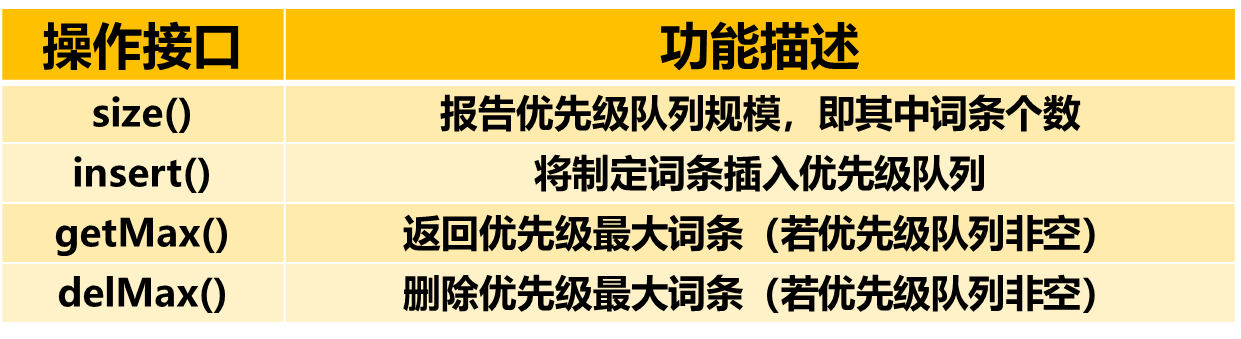 操作接口 功能描述
size() 报告优先级队列规模，即其中词条个数
insert() 将制定词条插入优先级队列
getMax() 返回优先级最大词条（若优先级队列非空）
delMax() 删除优先级最大词条（若优先级队列非空）